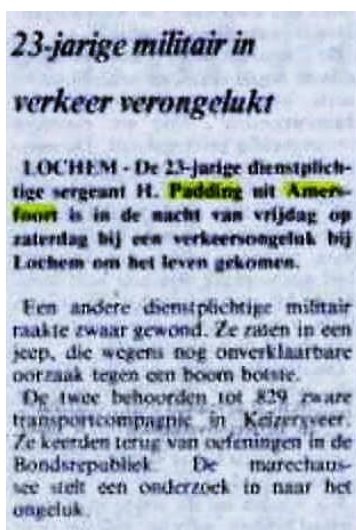 23-jarige militair in
verkeer verongelukt
LOCHEM - De 23-jarige dienstplich-
tige sergeant H. Padding uit Amers-
foort is in de nacht van vrijdag op
zaterdag bij een verkeersongeluk bij
Lochem om het leven gekomen.
Een andere dienstplichtige militair
raakte zwaar gewond. Ze zaten in een
jeep, die wegens nog onverklaarbare
oorzaak tegen een boom botste.
De twee behoorden tot 829 zware
transportcompagnie in Keizersveer.
Ze keerden terug van oefeningen in de
Bondsrepubliek. De marechaus-
see stelt een onderzoek in naar het
ongeluk.